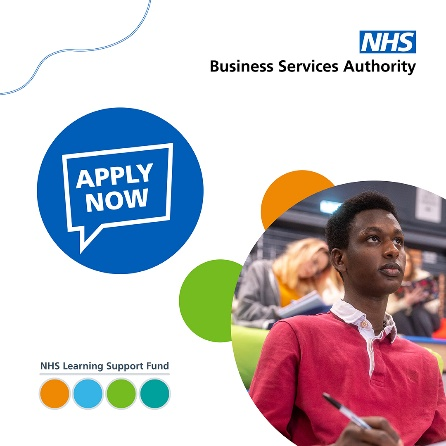 NHS
Business Services Authority
APPLY
NOW
NHS Learning Support Fund